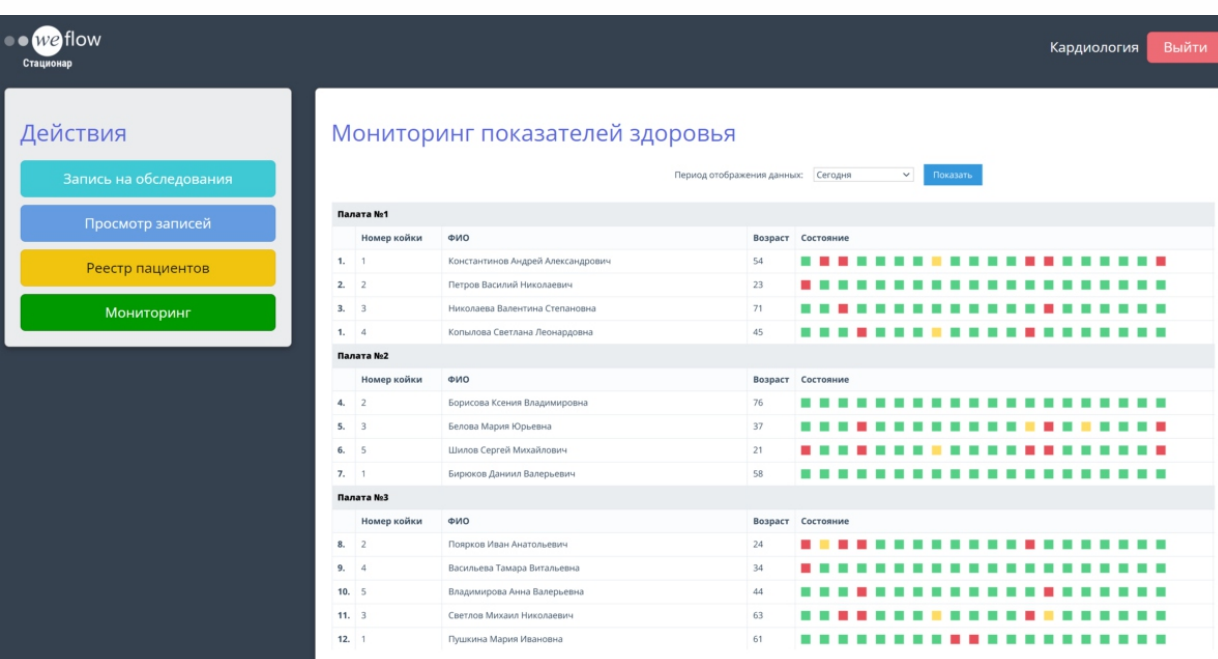 weflow
Стационар
Кардиология Выйти
Действия
Запись на обследования
Просмотр записей
Реестр пациентов
Мониторинг
Мониторинг показателей здоровья
Период отображения данных: Сегодня Показать
Палата №1
Номер койки ФИО Возраст Состояние
1. 1 Константинов Андрей Александрович 54
2. 2 Петров Василий Николаевич 23
3. 3 Николаева Валентина Степановна 71
1. 4 Копылова Светлана Леонардовна 45
Палата №2
Номер койки ФИО Возраст Состояние
4. 2 Борисова Ксения Владимировна 76
5. 3 Белова Мария Юрьевна 37
6. 5 Шилов Сергей Михайлович 21
7. 1 Бирюков Даниил Валерьевич 58
Палата №3
Номер койки ФИО Возраст Состояние
8. 2 Поярков Иван Анатольевич 24
9. 4 Васильева Тамара Витальевна 34
10. 5 Владимирова Анна Валерьевна 44
11. 3 Светлов Михаил Николаевич 63
12. 1 Пушкина Мария Ивановна 61